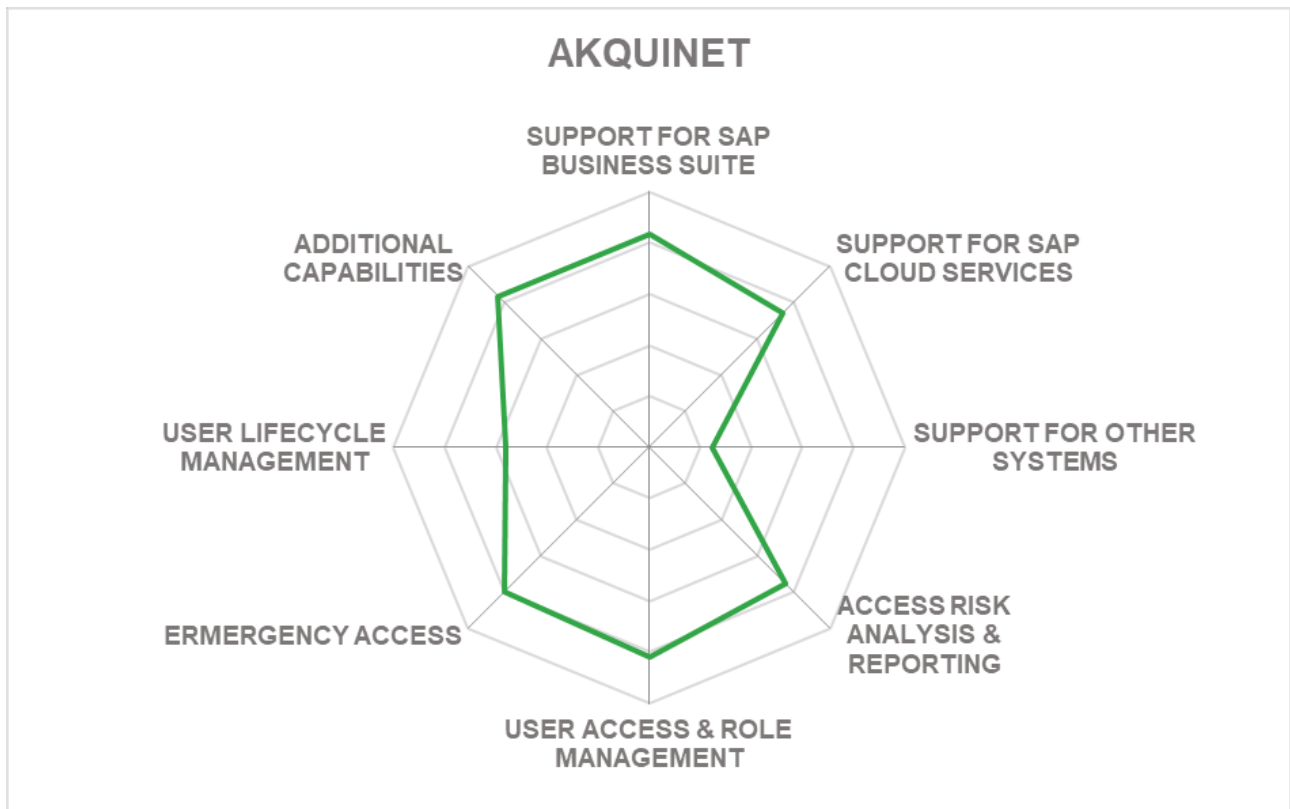 AKQUINET
SUPPORT FOR SAP
BUSINESS SUITE
SUPPORT FOR SAP
CLOUD SERVICES
SUPPORT FOR OTHER
SYSTEMS
ACCESS RISK
ANALYSIS &
REPORTING
USER ACCESS & ROLE
MANAGEMENT
ERMERGENCY ACCESS
USER LIFECYCLE
MANAGEMENT
ADDITIONAL
CAPABILITIES